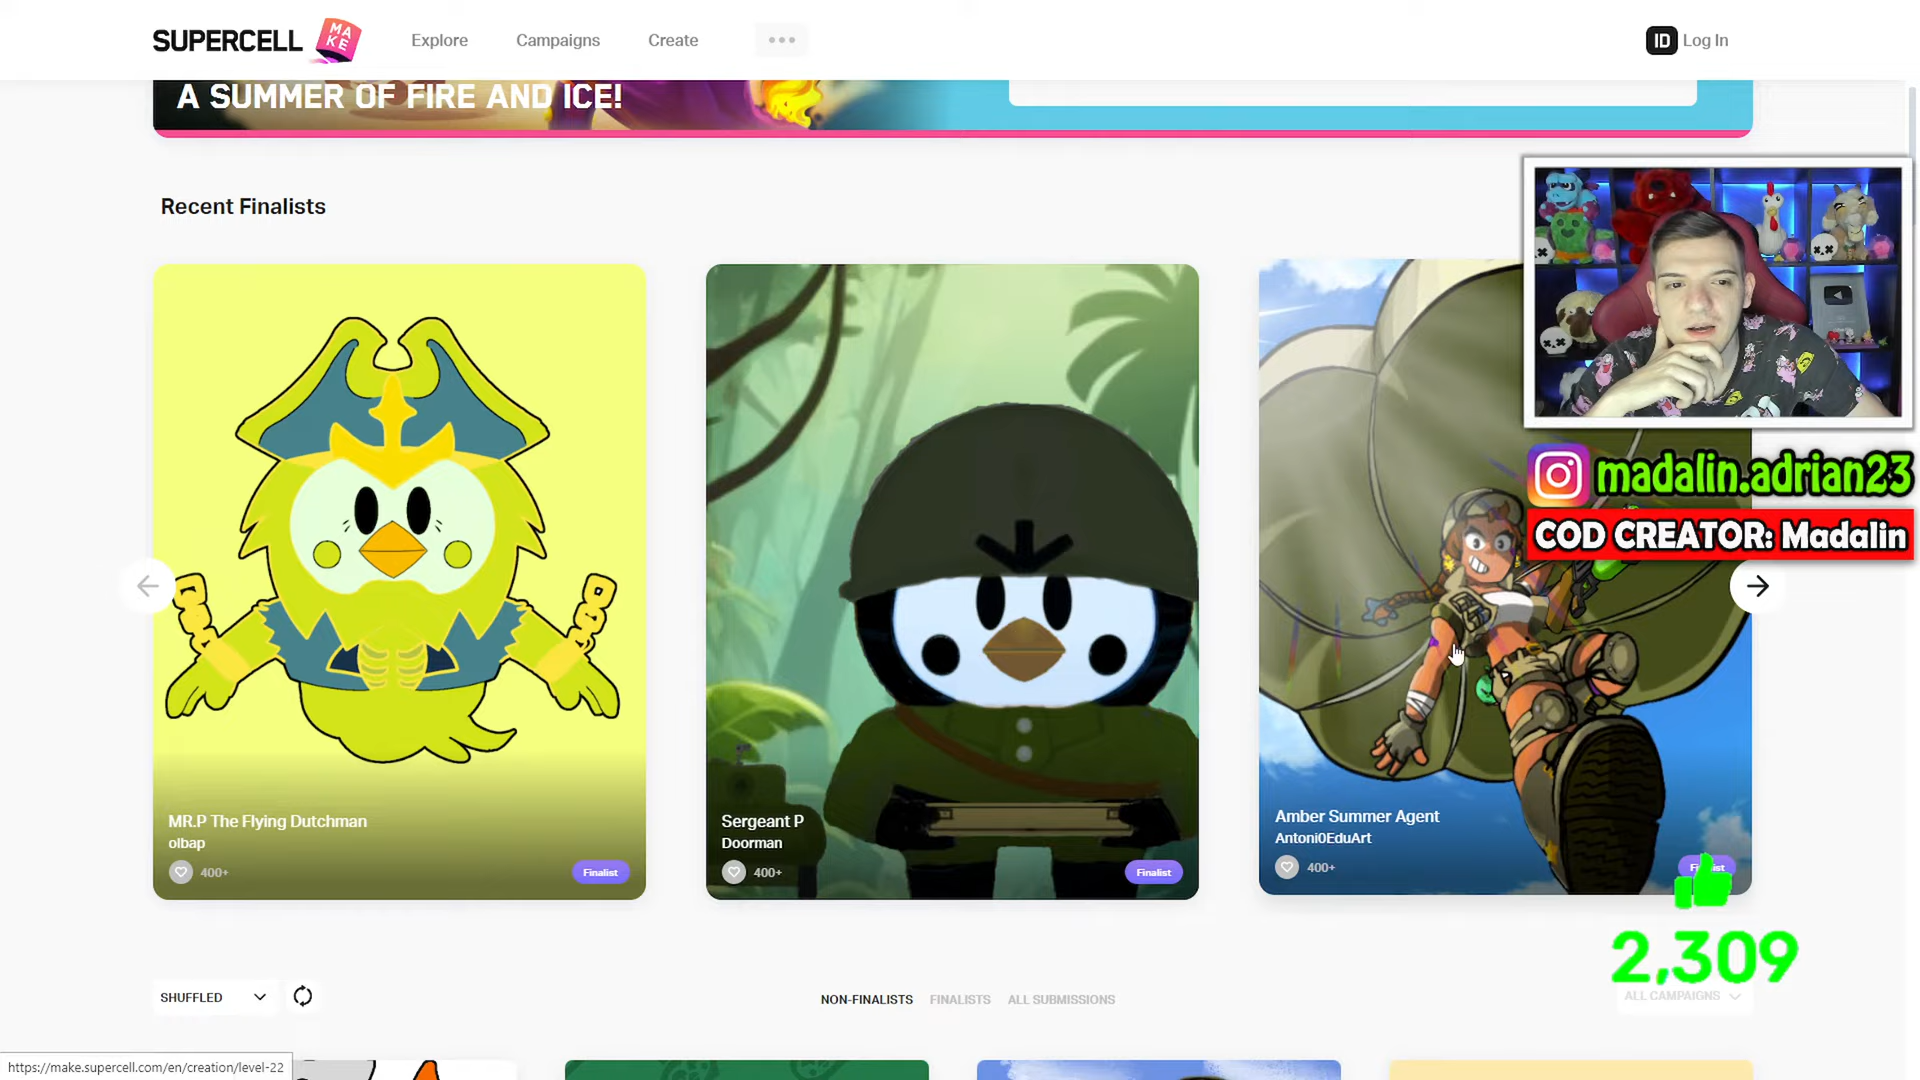 SUPERCELL
MAKE
Explore
Campaigns
Create
ID Log In
A SUMMER OF FIRE AND ICE!
Recent Finalists
madalin.adrian23
COD CREATOR: Madalin
MR.P The Flying Dutchman
olbap
400+
Finalist
Sergeant P
Doorman
400+
Finalist
Amber Summer Agent
Antoni0EduArt
400+
2,309
SHUFFLED
NON-FINALISTS
FINALISTS
ALL SUBMISSIONS
ALL CAMPAIGNS
https://make.supercell.com/en/creation/level-22